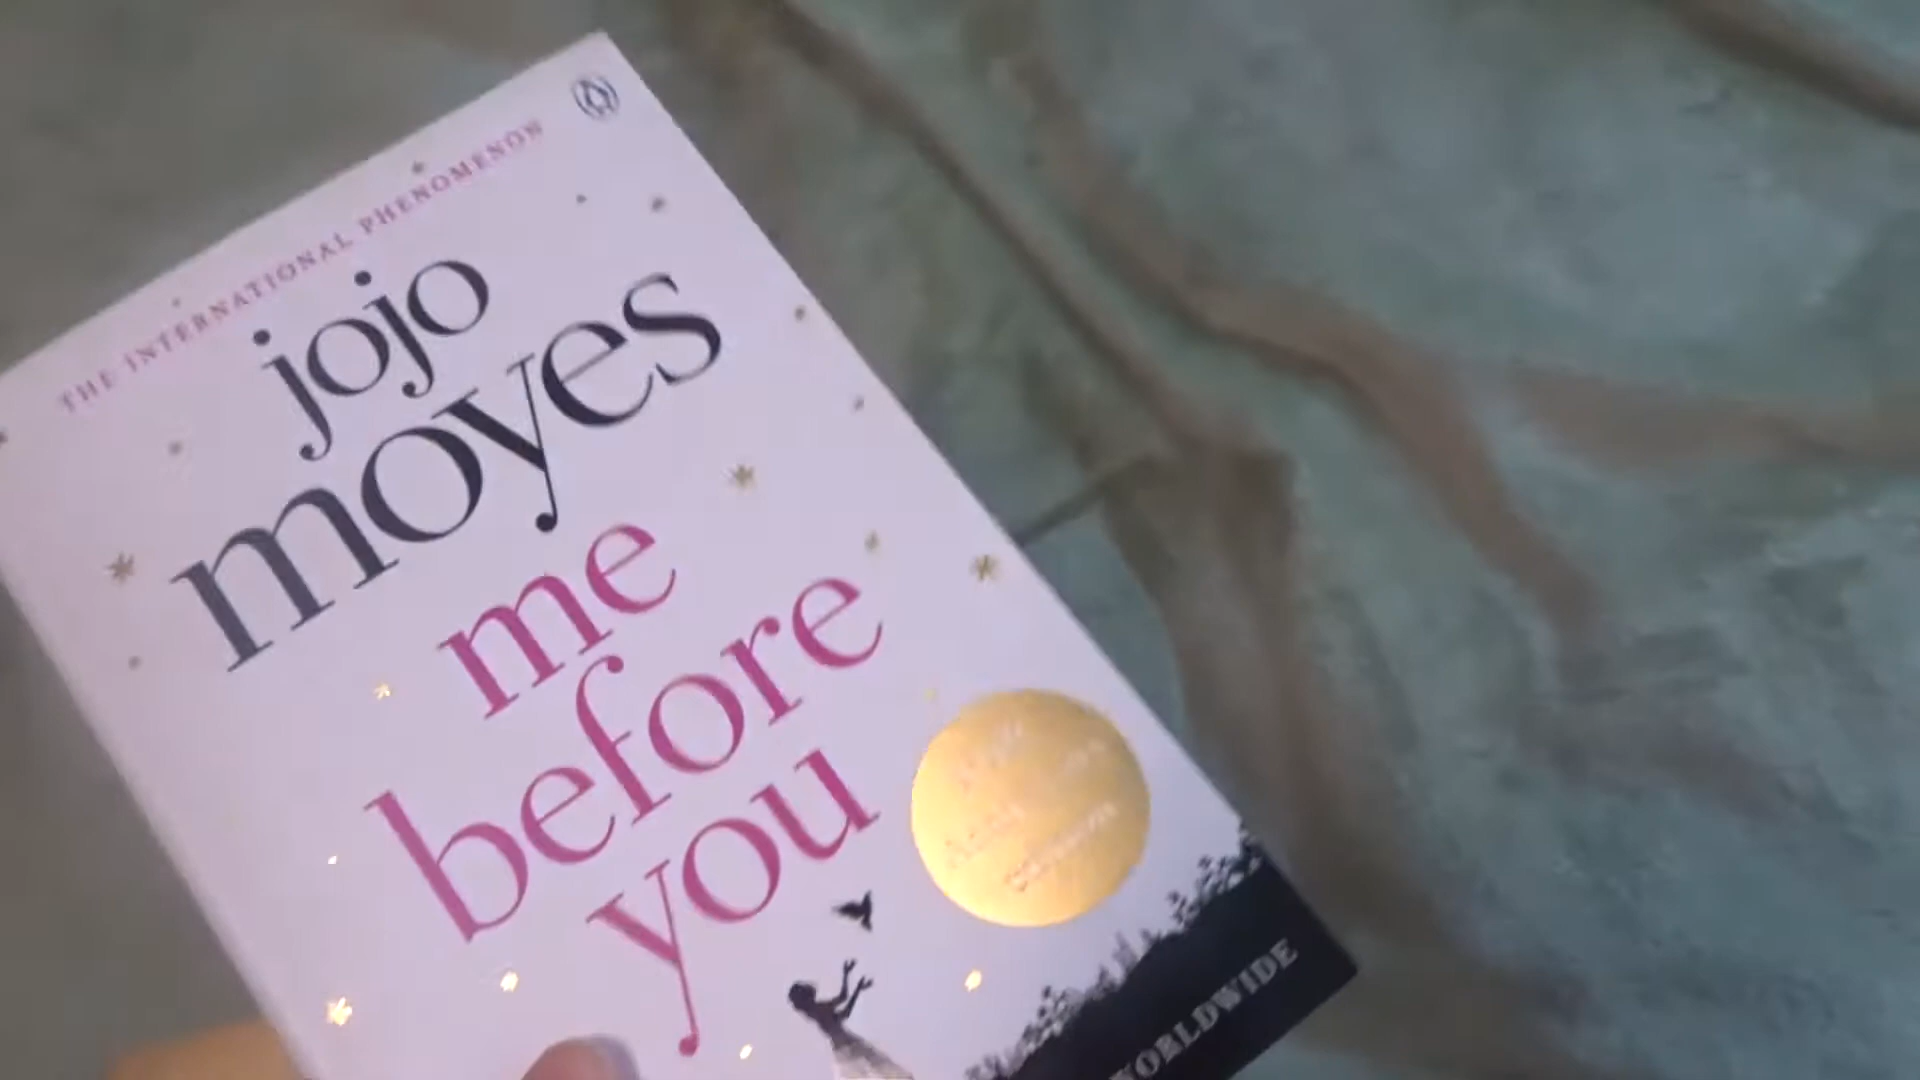 THE INTERNATIONAL PHENOMENON
jojo
moyes
me
before
you
WORLDWIDE